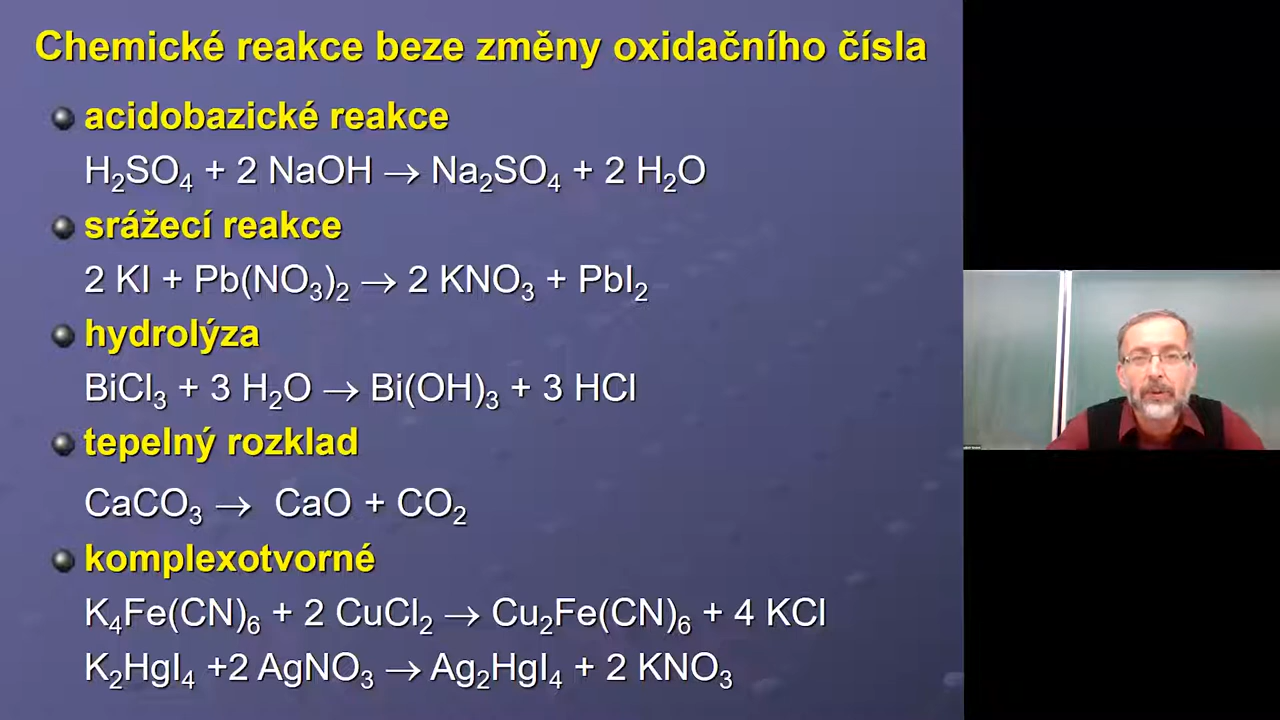 Chemické reakce beze změny oxidačního čísla
acidobazické reakce
H₂SO₄ + 2 NaOH → Na₂SO₄ + 2 H₂O
srážecí reakce
2 KI + Pb(NO₃)₂ → 2 KNO₃ + PbI₂
hydrolýza
BiCl₃ + 3 H₂O → Bi(OH)₃ + 3 HCl
tepelný rozklad
CaCO₃ → CaO + CO₂
komplexotvorné
K₄Fe(CN)₆ + 2 CuCl₂ → Cu₂Fe(CN)₆ + 4 KCl
K₂HgI₄ +2 AgNO₃ → Ag₂HgI₄ + 2 KNO₃